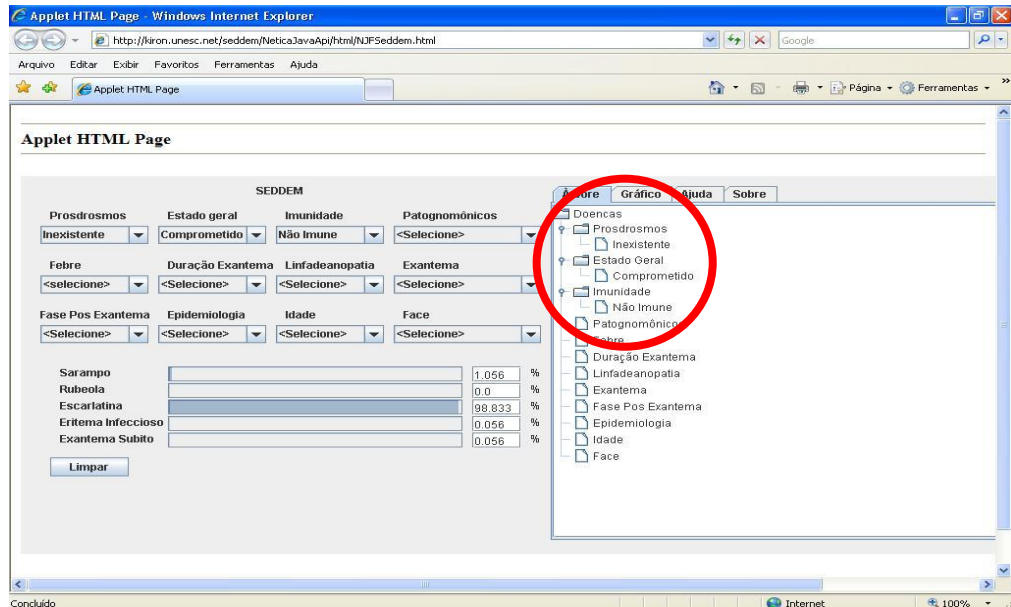 Applet HTML Page - Windows Internet Explorer
http://kiron.unesc.net/seddem/NeticaJavaApi/html/NJFSeddem.html
Google
Arquivo Editar Exibir Favoritos Ferramentas Ajuda
Applet HTML Page
Página Ferramentas
Applet HTML Page
SEDDEM
Prosdrosmos Estado geral Imunidade Patognomônicos
Inexistente Comprometido Não Imune <Selecione>
Febre Duração Exantema Linfadeanopatia Exantema
<selecione> <Selecione> <Selecione> <Selecione>
Fase Pos Exantema Epidemiologia Idade Face
<Selecione> <Selecione> <Selecione> <Selecione>
Sarampo 1.056 %
Rubeola 0.0 %
Escarlatina 98.833 %
Eritema Infeccioso 0.056 %
Exantema Subito 0.056 %
Limpar
Árvore Gráfico Ajuda Sobre
Doencas
Prosdrosmos
Inexistente
Estado Geral
Comprometido
Imunidade
Não Imune
Patognomônico
Febre
Duração Exantema
Linfadeanopatia
Exantema
Fase Pos Exantema
Epidemiologia
Idade
Face
Concluído
Internet
100%